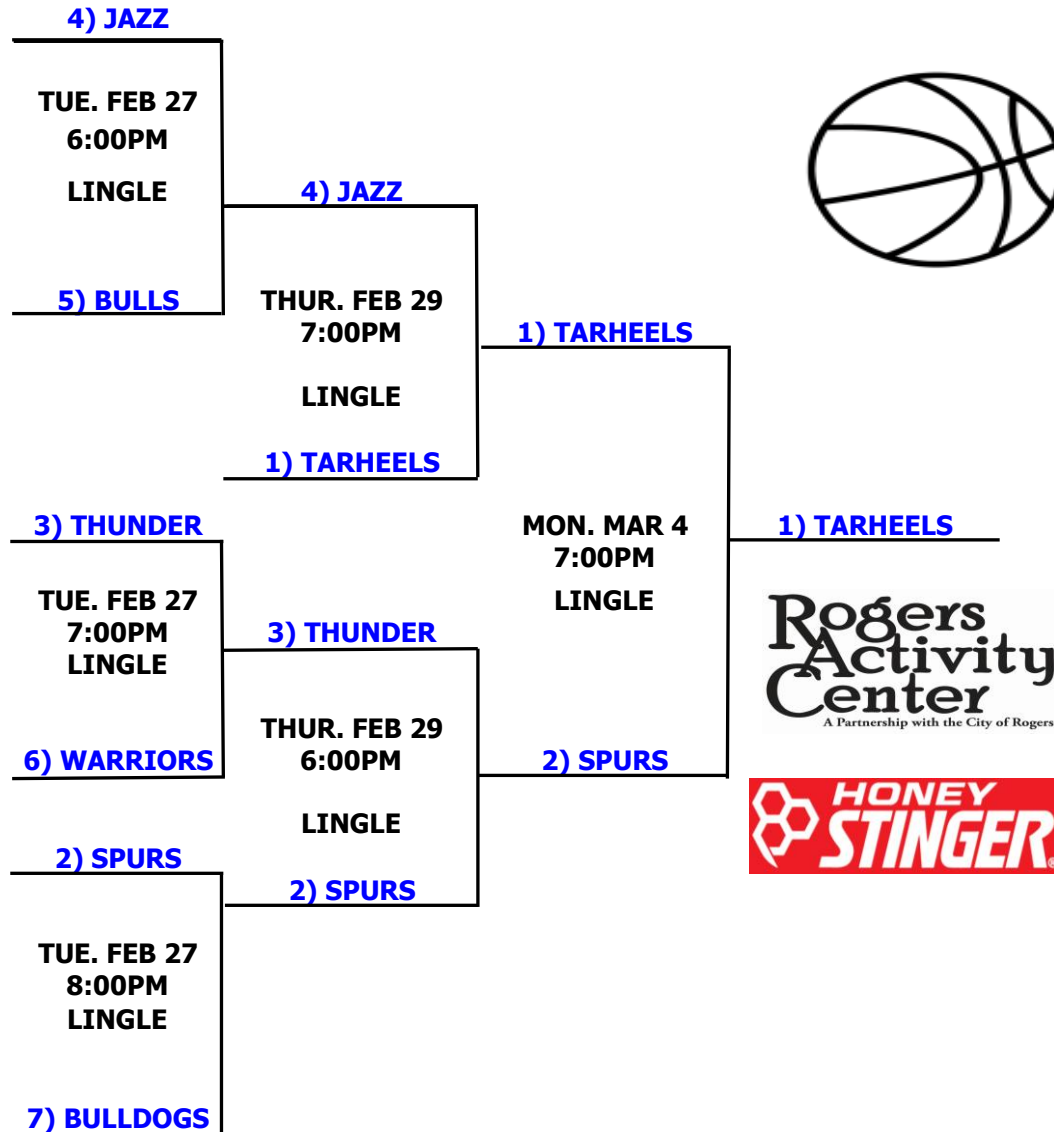 4) JAZZ
TUE. FEB 27
6:00PM
LINGLE
5) BULLS
4) JAZZ
THUR. FEB 29
7:00PM
LINGLE
1) TARHEELS
1) TARHEELS
3) THUNDER
TUE. FEB 27
7:00PM
LINGLE
6) WARRIORS
3) THUNDER
THUR. FEB 29
6:00PM
LINGLE
2) SPURS
2) SPURS
TUE. FEB 27
8:00PM
LINGLE
7) BULLDOGS
MON. MAR 4
7:00PM
LINGLE
2) SPURS
1) TARHEELS
Rogers
Activity
Center
A Partnership with the City of Rogers
HONEY
STINGER